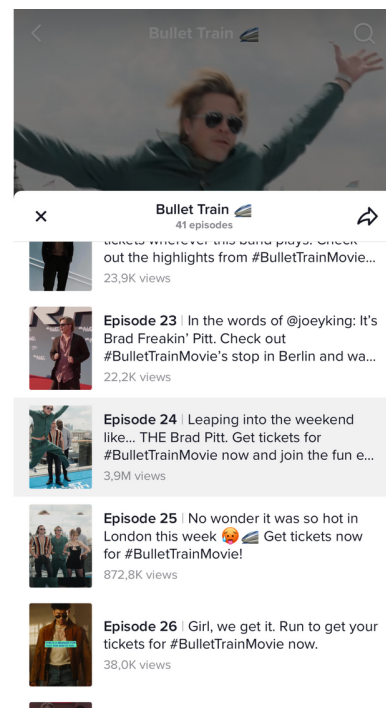 Bullet Train 🚄
Bullet Train 🚄
41 episodes
tickets wherever this band plays. Check
out the highlights from #BulletTrainMovie...
23,9K views
Episode 23 | In the words of @joeyking: It's
Brad Freakin' Pitt. Check out
#BulletTrainMovie's stop in Berlin and wa...
22,2K views
Episode 24 | Leaping into the weekend
like... THE Brad Pitt. Get tickets for
#BulletTrainMovie now and join the fun e...
3,9M views
Episode 25 | No wonder it was so hot in
London this week 🥵 🚄 Get tickets now
for #BulletTrainMovie!
872,8K views
Episode 26 | Girl, we get it. Run to get your
tickets for #BulletTrainMovie now.
38,0K views